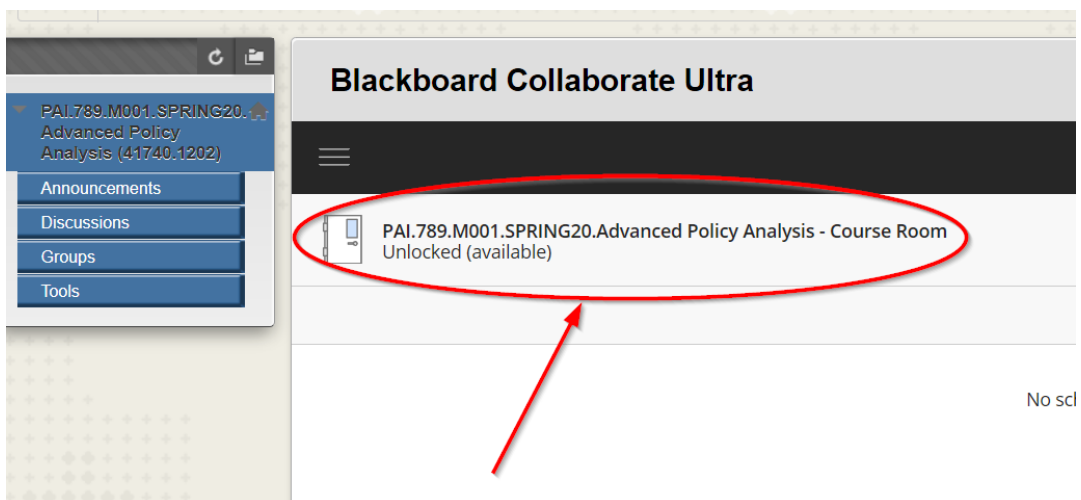 PAI.789.M001.SPRING20.
Advanced Policy
Analysis (41740.1202)
Announcements
Discussions
Groups
Tools
Blackboard Collaborate Ultra
PAI.789.M001.SPRING20.Advanced Policy Analysis - Course Room
Unlocked (available)
No